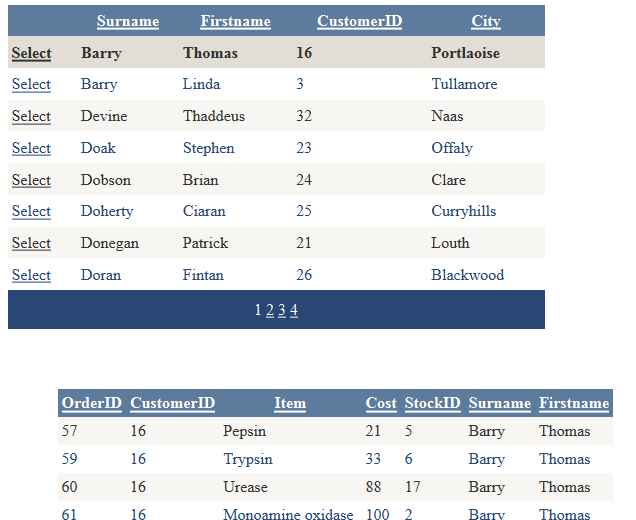 Surname Firstname CustomerID City
Select Barry Thomas 16 Portlaoise
Select Barry Linda 3 Tullamore
Select Devine Thaddeus 32 Naas
Select Doak Stephen 23 Offaly
Select Dobson Brian 24 Clare
Select Doherty Ciaran 25 Curryhills
Select Donegan Patrick 21 Louth
Select Doran Fintan 26 Blackwood
1 2 3 4
OrderID CustomerID Item Cost StockID Surname Firstname
57 16 Pepsin 21 5 Barry Thomas
59 16 Trypsin 33 6 Barry Thomas
60 16 Urease 88 17 Barry Thomas
61 16 Monoamine oxidase 100 2 Barry Thomas